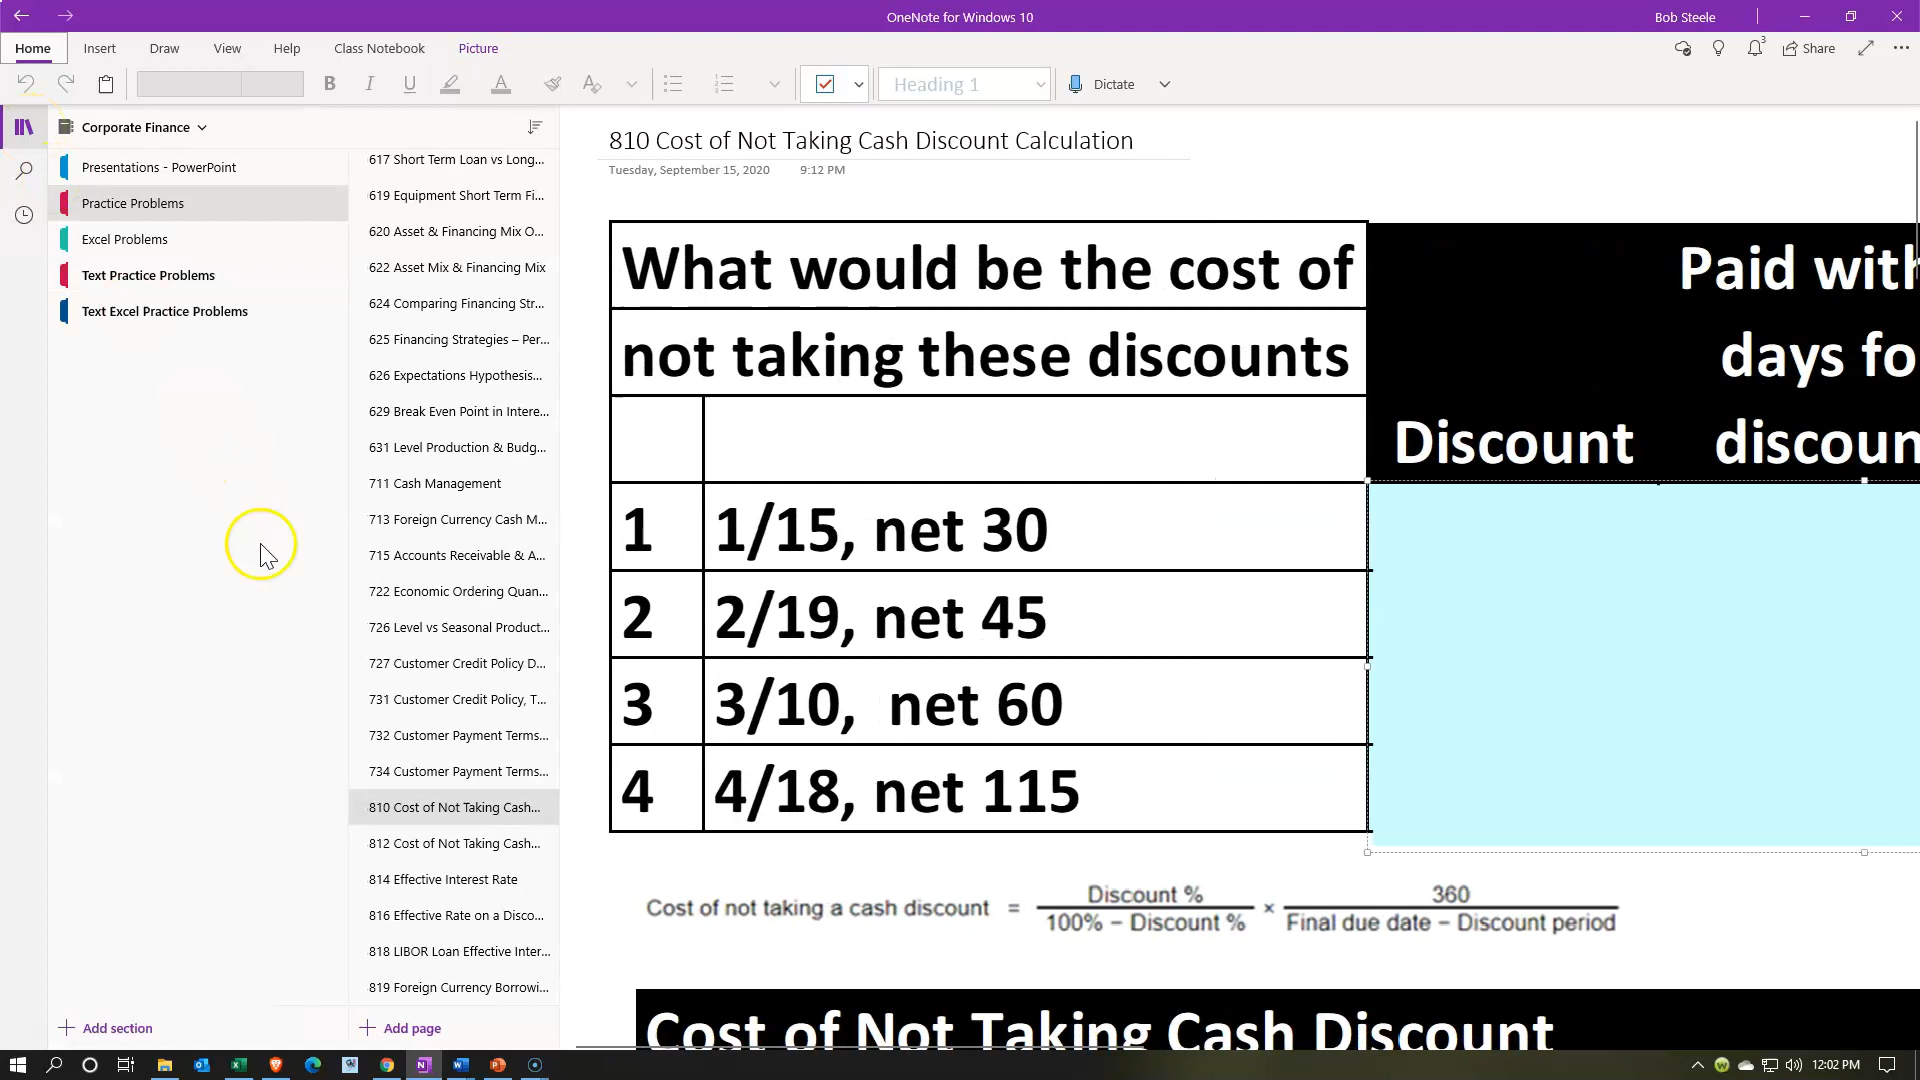 OneNote for Windows 10
Bob Steele
Home Insert Draw View Help Class Notebook Picture
3
Share
B I U A A
Heading 1
Dictate
Corporate Finance
Presentations - PowerPoint
Practice Problems
Excel Problems
Text Practice Problems
Text Excel Practice Problems
Add section
617 Short Term Loan vs Long...
619 Equipment Short Term Fi...
620 Asset & Financing Mix O...
622 Asset Mix & Financing Mix
624 Comparing Financing Str...
625 Financing Strategies – Per...
626 Expectations Hypothesis...
629 Break Even Point in Intere...
631 Level Production & Budg...
711 Cash Management
713 Foreign Currency Cash M...
715 Accounts Receivable & A...
722 Economic Ordering Quan...
726 Level vs Seasonal Product...
727 Customer Credit Policy D...
731 Customer Credit Policy, T...
732 Customer Payment Terms...
734 Customer Payment Terms...
810 Cost of Not Taking Cash...
812 Cost of Not Taking Cash...
814 Effective Interest Rate
816 Effective Rate on a Disco...
818 LIBOR Loan Effective Inter...
819 Foreign Currency Borrowi...
Add page
810 Cost of Not Taking Cash Discount Calculation
Tuesday, September 15, 2020 9:12 PM
What would be the cost of
not taking these discounts
Paid with
days fo
Discount discoun
1 1/15, net 30
2 2/19, net 45
3 3/10, net 60
4 4/18, net 115
Cost of not taking a cash discount = Discount % / 100% – Discount % × 360 / Final due date – Discount period
Cost of Not Taking Cash Discount
12:02 PM